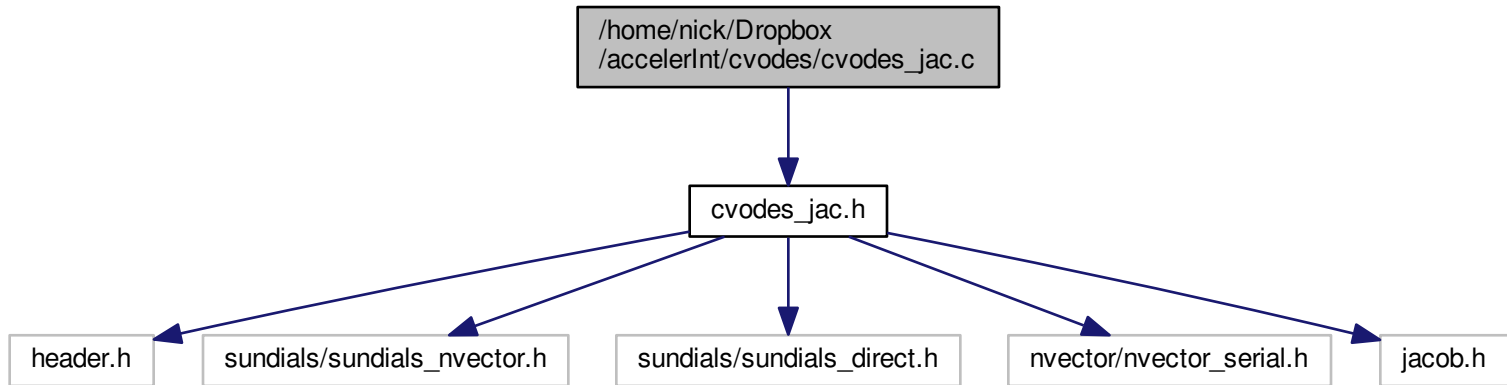 /home/nick/Dropbox
/accelerInt/cvodes/cvodes_jac.c
cvodes_jac.h
header.h
sundials/sundials_nvector.h
sundials/sundials_direct.h
nvector/nvector_serial.h
jacob.h